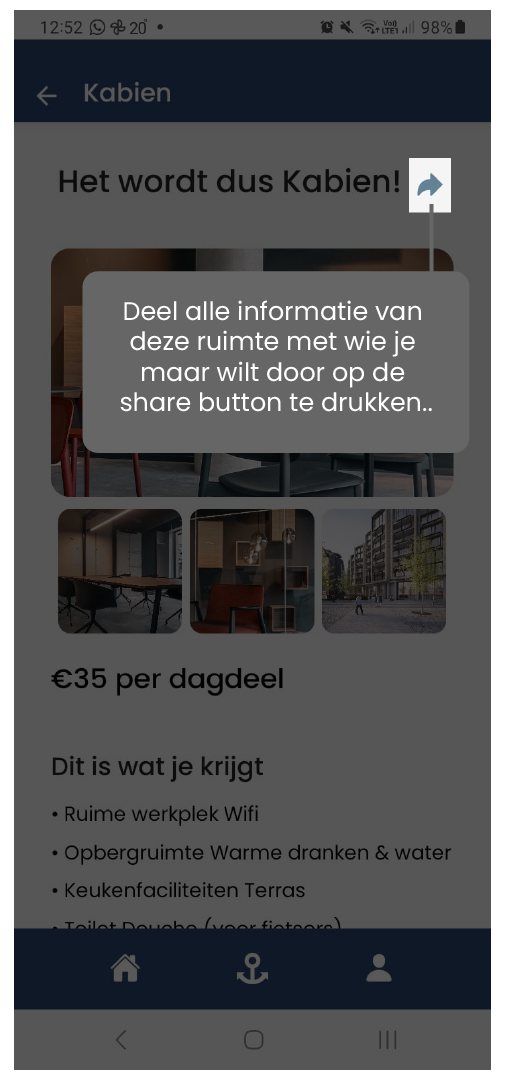 12:52 20°
Voi) LTE1 98%
Kabien
Het wordt dus Kabien!
Deel alle informatie van
deze ruimte met wie je
maar wilt door op de
share button te drukken..
€35 per dagdeel
Dit is wat je krijgt
• Ruime werkplek Wifi
• Opbergruimte Warme dranken & water
• Keukenfaciliteiten Terras
• Toilet Douche (voor fietsers)